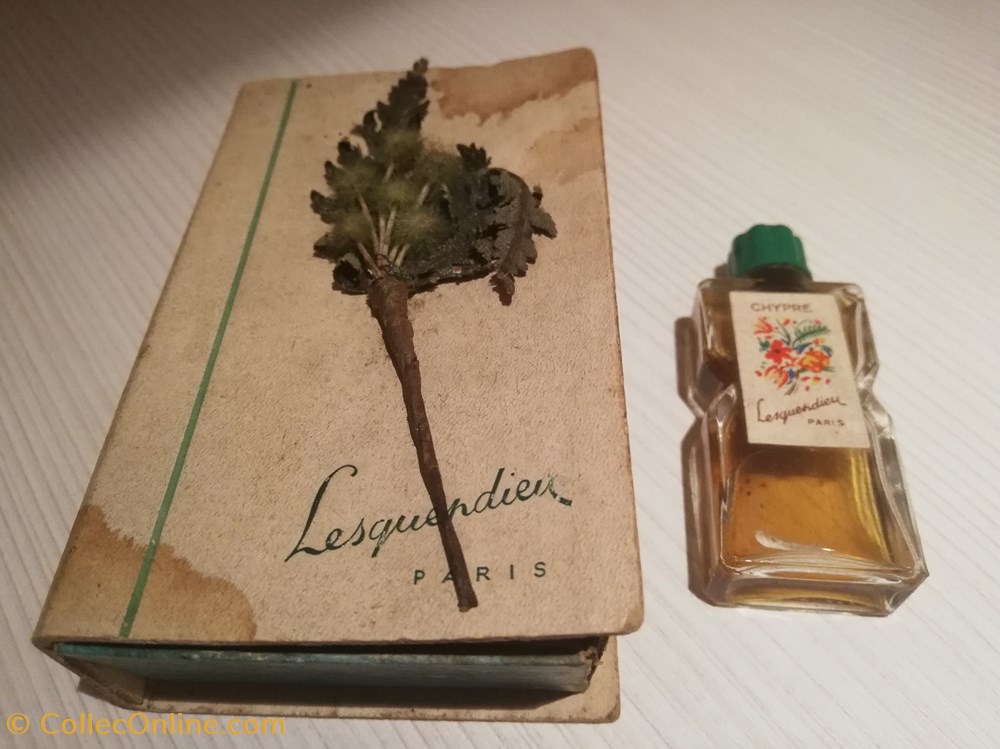 Lesquendieu
PARIS
CHYPRE
Lesquendieu
PARIS
© CollecOnline.com